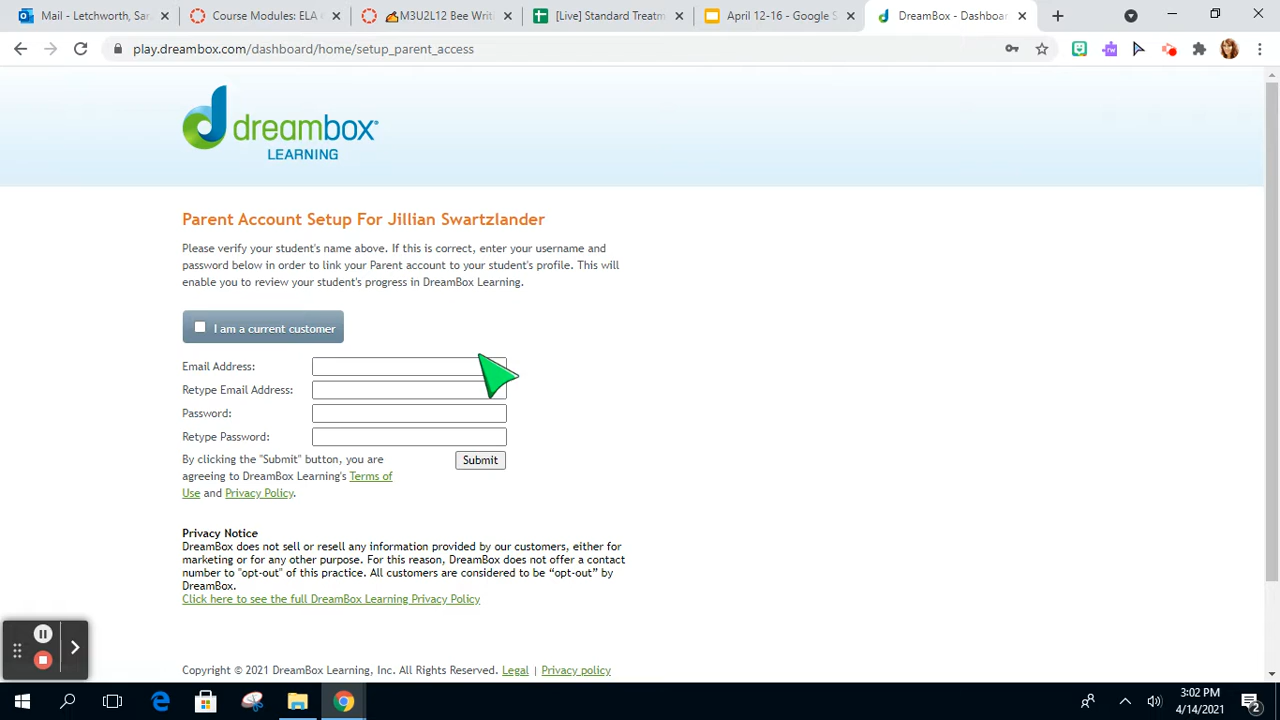 Mail - Letchworth, Sar
Course Modules: ELA
M3U2L12 Bee Writi
[Live] Standard Treatm
April 12-16 - Google S
DreamBox - Dashboa
play.dreambox.com/dashboard/home/setup_parent_access
dreambox
LEARNING
Parent Account Setup For Jillian Swartzlander
Please verify your student's name above. If this is correct, enter your username and
password below in order to link your Parent account to your student's profile. This will
enable you to review your student's progress in DreamBox Learning.
I am a current customer
Email Address:
Retype Email Address:
Password:
Retype Password:
By clicking the "Submit" button, you are
agreeing to DreamBox Learning's Terms of
Use and Privacy Policy.
Submit
Privacy Notice
DreamBox does not sell or resell any information provided by our customers, either for
marketing or for any other purpose. For this reason, DreamBox does not offer a contact
number to "opt-out" of this practice. All customers are considered to be “opt-out” by
DreamBox.
Click here to see the full DreamBox Learning Privacy Policy
Copyright © 2021 DreamBox Learning, Inc. All Rights Reserved. Legal | Privacy policy
3:02 PM
4/14/2021
2